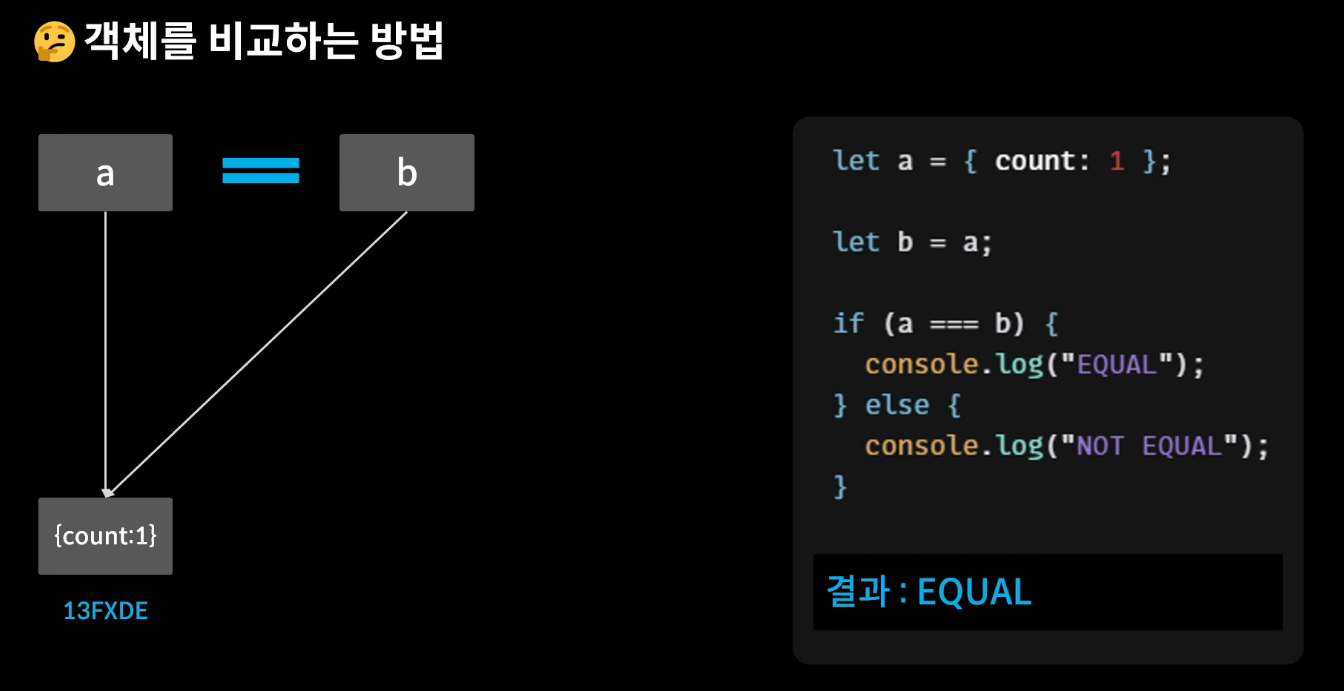 🤔 객체를 비교하는 방법
a = b
{count:1}
13FXDE
let a = { count: 1 };
let b = a;
if (a === b) {
  console.log("EQUAL");
} else {
  console.log("NOT EQUAL");
}
결과 : EQUAL